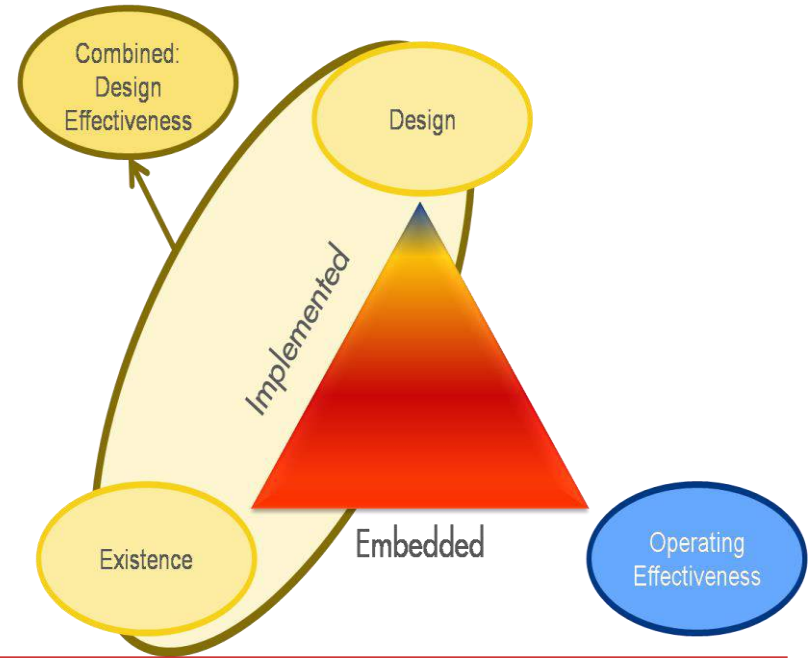 Combined:
Design
Effectiveness
Design
Implemented
Existence
Embedded
Operating
Effectiveness